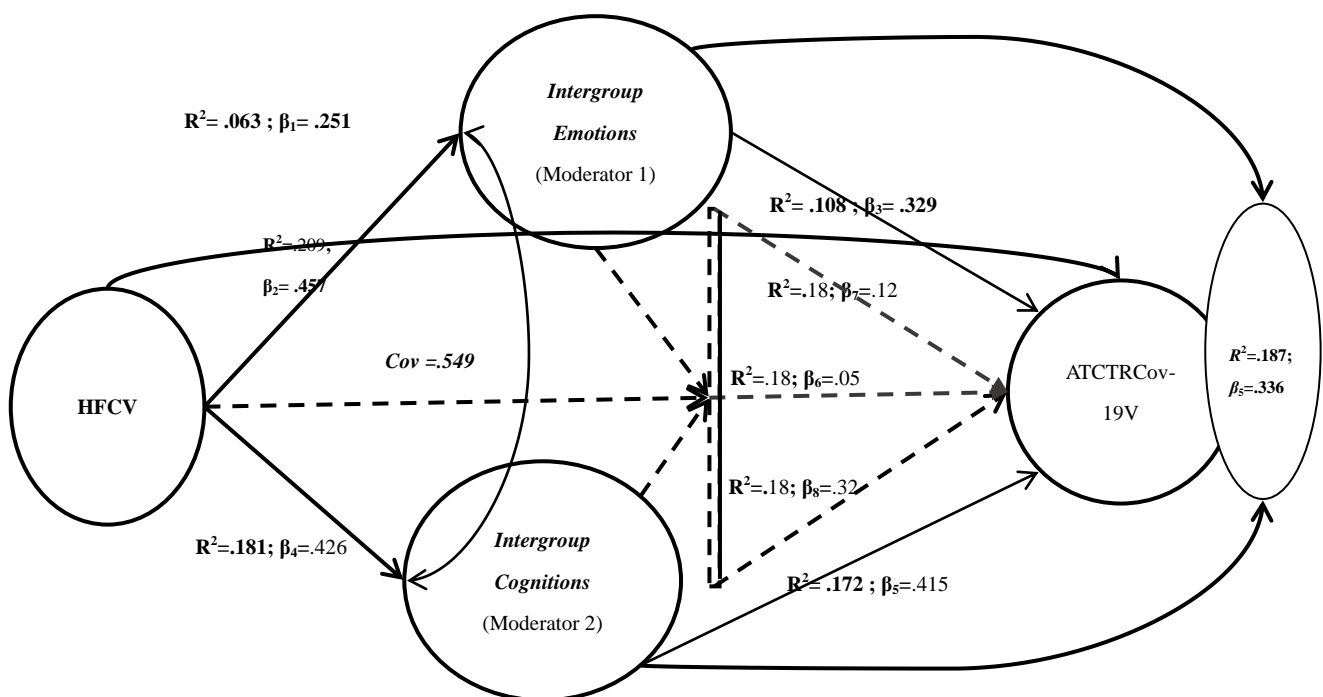 Intergroup
Emotions
(Moderator 1)
R²= .063 ; β₁= .251
R²= .108 ; β₃= .329
R²=.209,
β₂= .457
R²=.18; β₇=.12
Cov =.549
R²=.18; β₆=.05
HFCV
ATCTRCov-
19V
R²=.187;
β₅=.336
R²=.18; β₈=.32
R²=.181; β₄=.426
Intergroup
Cognitions
(Moderator 2)
R²= .172 ; β₅=.415